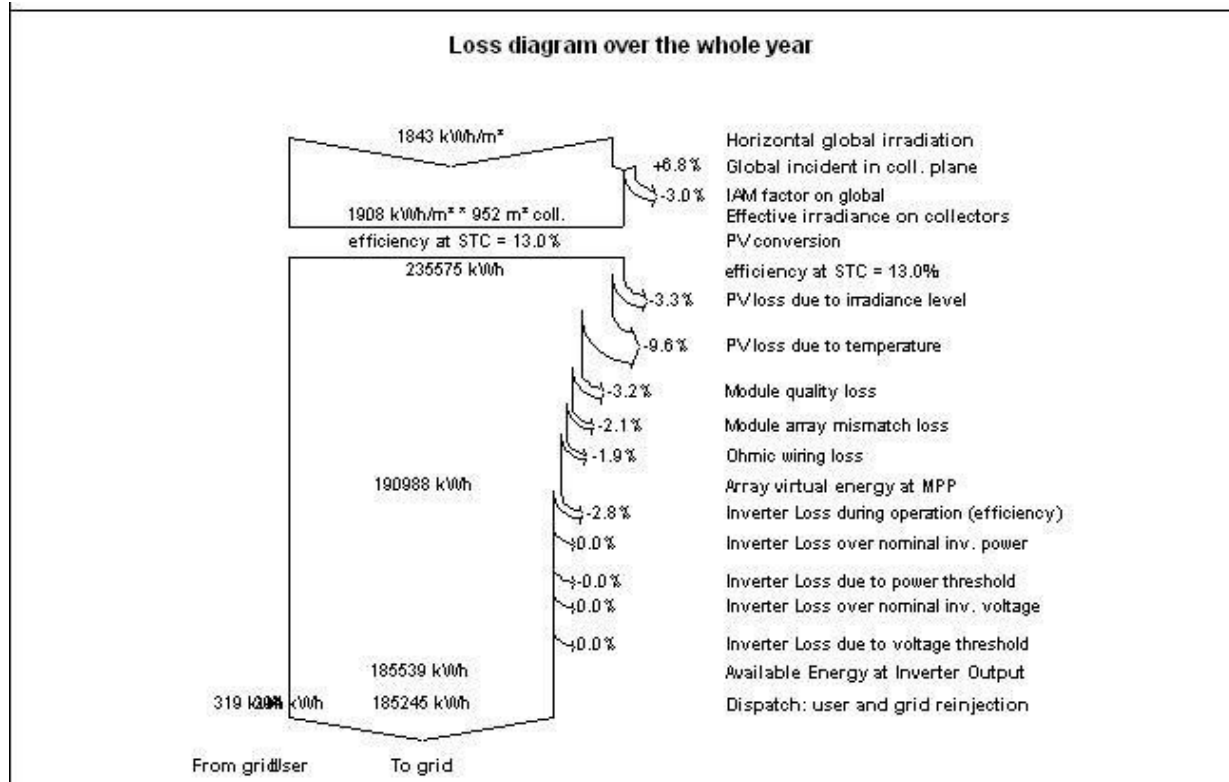 Loss diagram over the whole year
1843 kWh/m² Horizontal global irradiation
+6.8% Global incident in coll. plane
-3.0% IAM factor on global
1908 kWh/m² * 952 m² coll. Effective irradiance on collectors
efficiency at STC = 13.0% PV conversion
235575 kWh efficiency at STC = 13.0%
-3.3% PV loss due to irradiance level
-9.6% PV loss due to temperature
-3.2% Module quality loss
-2.1% Module array mismatch loss
-1.9% Ohmic wiring loss
190988 kWh Array virtual energy at MPP
-2.8% Inverter Loss during operation (efficiency)
0.0% Inverter Loss over nominal inv. power
-0.0% Inverter Loss due to power threshold
0.0% Inverter Loss over nominal inv. voltage
0.0% Inverter Loss due to voltage threshold
185539 kWh Available Energy at Inverter Output
319 kWh 185245 kWh Dispatch: user and grid reinjection
From grid User To grid